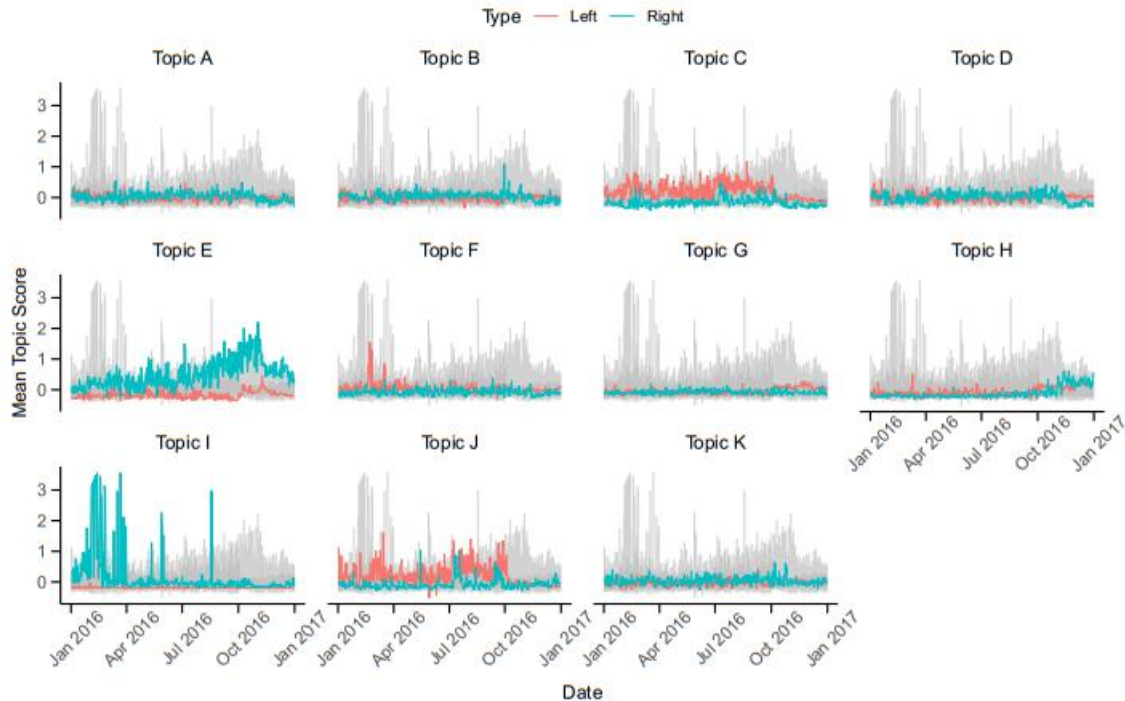 Type Left Right
Topic A Topic B Topic C Topic D
3
2
1
0
Topic E Topic F Topic G Topic H
3
2
1
0
Mean Topic Score
Jan 2016 Apr 2016 Jul 2016 Oct 2016 Jan 2017
Topic I Topic J Topic K
3
2
1
0
Jan 2016 Apr 2016 Jul 2016 Oct 2016 Jan 2017 Jan 2016 Apr 2016 Jul 2016 Oct 2016 Jan 2017 Jan 2016 Apr 2016 Jul 2016 Oct 2016 Jan 2017
Date